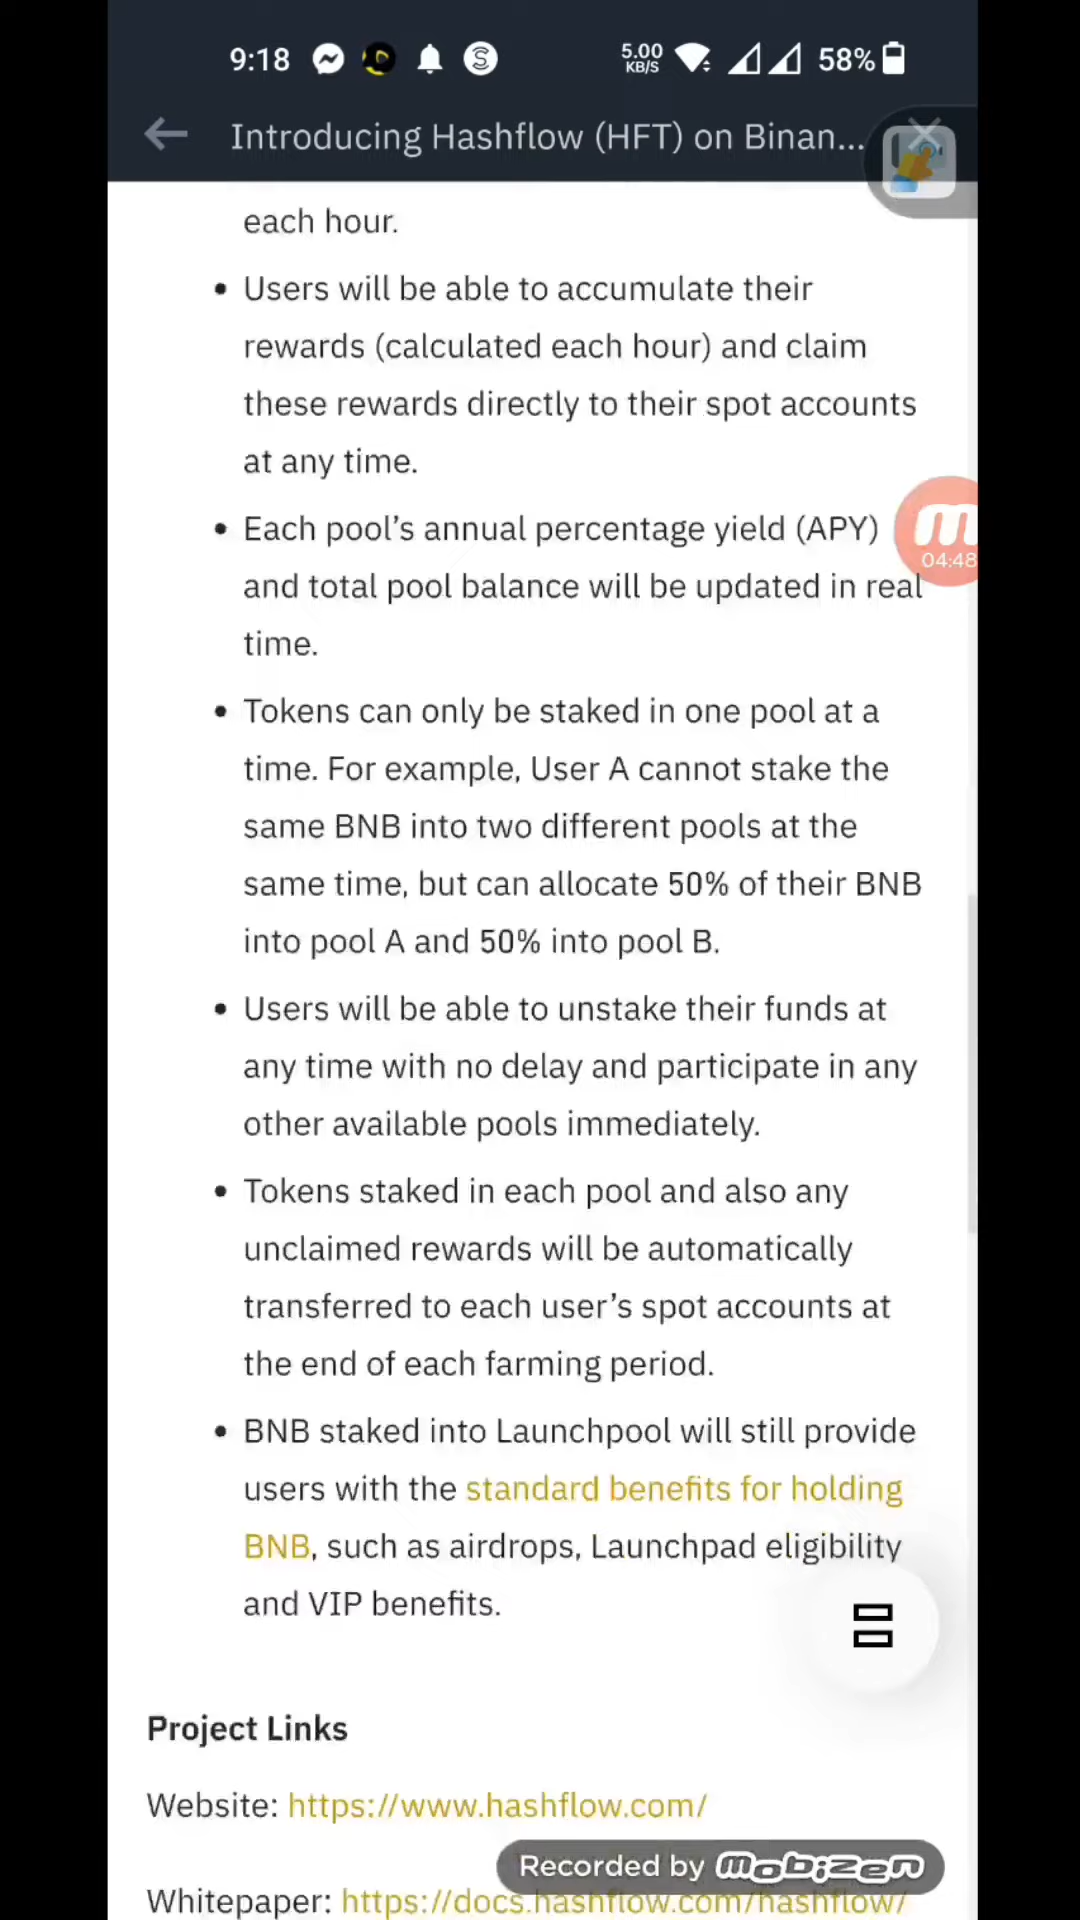 9:18
5.00
KB/S
58%
Introducing Hashflow (HFT) on Binan...
each hour.
• Users will be able to accumulate their
rewards (calculated each hour) and claim
these rewards directly to their spot accounts
at any time.
• Each pool’s annual percentage yield (APY)
and total pool balance will be updated in real
time.
04:48
• Tokens can only be staked in one pool at a
time. For example, User A cannot stake the
same BNB into two different pools at the
same time, but can allocate 50% of their BNB
into pool A and 50% into pool B.
• Users will be able to unstake their funds at
any time with no delay and participate in any
other available pools immediately.
• Tokens staked in each pool and also any
unclaimed rewards will be automatically
transferred to each user’s spot accounts at
the end of each farming period.
• BNB staked into Launchpool will still provide
users with the standard benefits for holding
BNB, such as airdrops, Launchpad eligibility
and VIP benefits.
Project Links
Website: https://www.hashflow.com/
Recorded by Mobizen
Whitepaper: https://docs.hashflow.com/hashflow/